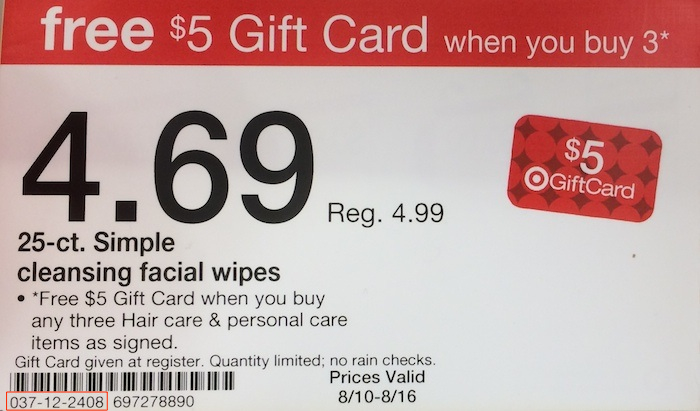 free $5 Gift Card when you buy 3*
4.69 Reg. 4.99
$5
GiftCard
25-ct. Simple
cleansing facial wipes
• *Free $5 Gift Card when you buy
any three Hair care & personal care
items as signed.
Gift Card given at register. Quantity limited; no rain checks.
Prices Valid
8/10-8/16
037-12-2408 697278890